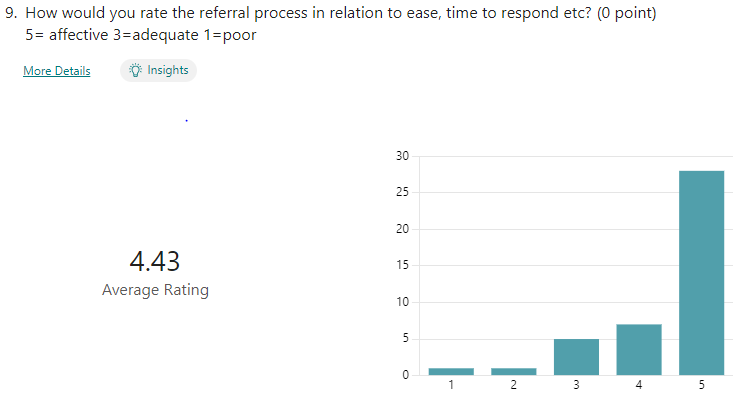 9. How would you rate the referral process in relation to ease, time to respond etc? (0 point)
5= affective 3=adequate 1=poor
More Details
Insights
4.43
Average Rating
30
25
20
15
10
5
0
1 2 3 4 5